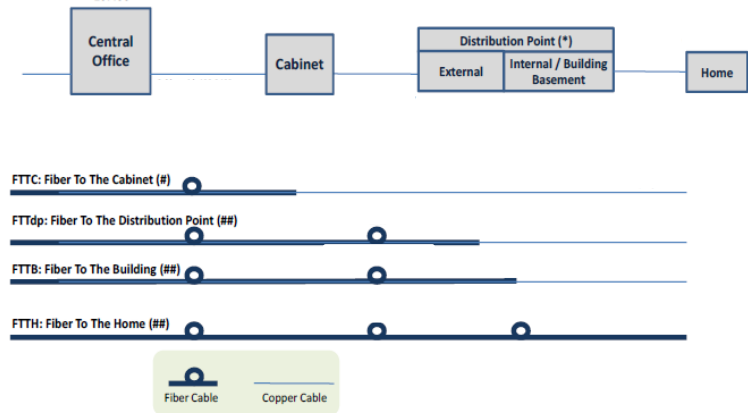 Central
Office
Cabinet
Distribution Point (*)
External
Internal / Building
Basement
Home
FTTC: Fiber To The Cabinet (#)
FTTdp: Fiber To The Distribution Point (##)
FTTB: Fiber To The Building (##)
FTTH: Fiber To The Home (##)
Fiber Cable
Copper Cable